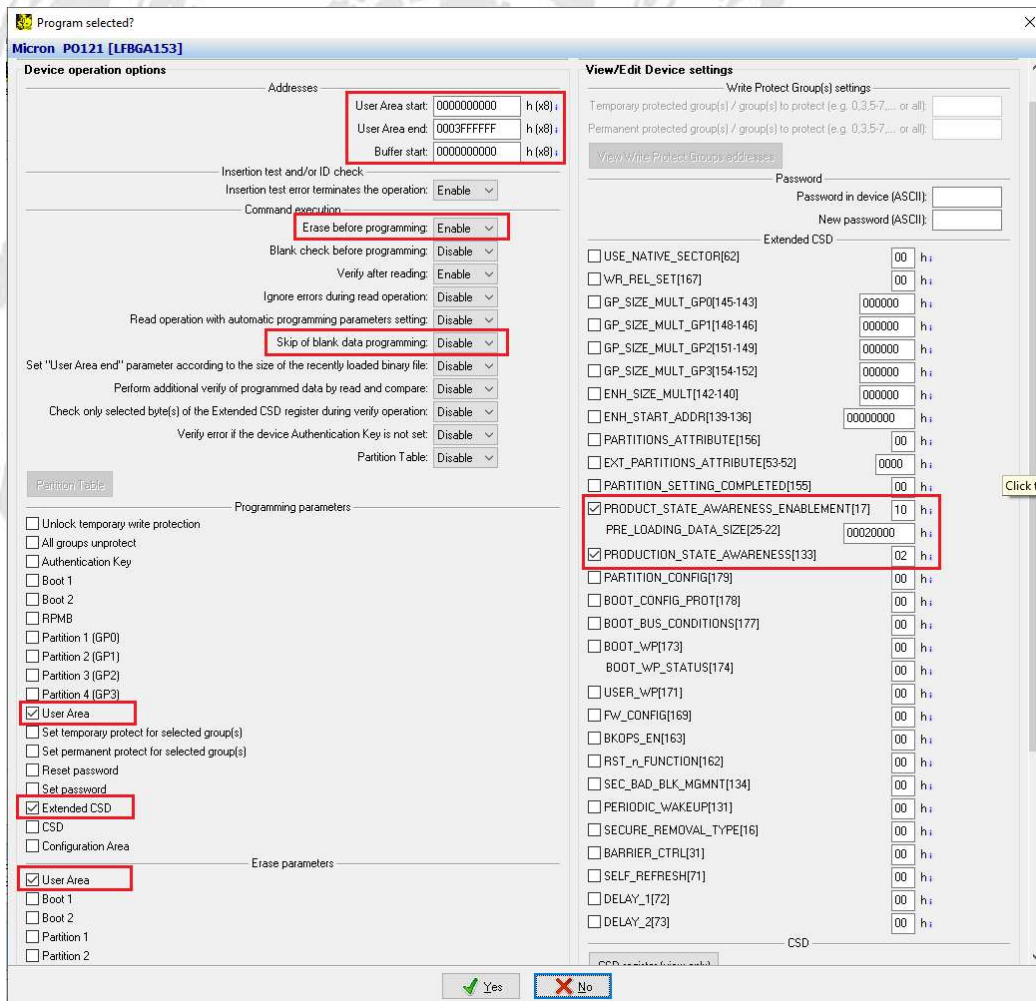 Program selected?
Micron PO121 [LFBGA153]
Device operation options
Addresses
User Area start: 0000000000 h (x8)
User Area end: 0003FFFFFF h (x8)
Buffer start: 0000000000 h (x8)
Insertion test and/or ID check
Insertion test error terminates the operation: Enable
Command execution
Erase before programming: Enable
Blank check before programming: Disable
Verify after reading: Enable
Ignore errors during read operation: Disable
Read operation with automatic programming parameters setting: Disable
Skip of blank data programming: Disable
Set "User Area end" parameter according to the size of the recently loaded binary file: Disable
Perform additional verify of programmed data by read and compare: Disable
Check only selected byte(s) of the Extended CSD register during verify operation: Disable
Verify error if the device Authentication Key is not set: Disable
Partition Table: Disable
Partition Table
Programming parameters
Unlock temporary write protection
All groups unprotect
Authentication Key
Boot 1
Boot 2
RPMB
Partition 1 (GP0)
Partition 2 (GP1)
Partition 3 (GP2)
Partition 4 (GP3)
User Area
Set temporary protect for selected group(s)
Set permanent protect for selected group(s)
Reset password
Set password
Extended CSD
CSD
Configuration Area
Erase parameters
User Area
Boot 1
Boot 2
Partition 1
Partition 2
View/Edit Device settings
Write Protect Group(s) settings
Temporary protected group(s) / group(s) to protect (e.g. 0,3,5-7,... or all):
Permanent protected group(s) / group(s) to protect (e.g. 0,3,5-7,... or all):
View Write Protect Groups addresses
Password
Password in device (ASCII):
New password (ASCII):
Extended CSD
USE_NATIVE_SECTOR[62] 00 h
WR_REL_SET[167] 00 h
GP_SIZE_MULT_GP0[145-143] 000000 h
GP_SIZE_MULT_GP1[148-146] 000000 h
GP_SIZE_MULT_GP2[151-149] 000000 h
GP_SIZE_MULT_GP3[154-152] 000000 h
ENH_SIZE_MULT[142-140] 000000 h
ENH_START_ADDR[139-136] 00000000 h
PARTITIONS_ATTRIBUTE[156] 00 h
EXT_PARTITIONS_ATTRIBUTE[53-52] 0000 h
PARTITION_SETTING_COMPLETED[155] 00 h
Click t
PRODUCT_STATE_AWARENESS_ENABLEMENT[17] 10 h
PRE_LOADING_DATA_SIZE[25-22] 00020000 h
PRODUCTION_STATE_AWARENESS[133] 02 h
PARTITION_CONFIG[179] 00 h
BOOT_CONFIG_PROT[178] 00 h
BOOT_BUS_CONDITIONS[177] 00 h
BOOT_WP[173] 00 h
BOOT_WP_STATUS[174] 00 h
USER_WP[171] 00 h
FW_CONFIG[169] 00 h
BKOPS_EN[163] 00 h
RST_n_FUNCTION[162] 00 h
SEC_BAD_BLK_MGMNT[134] 00 h
PERIODIC_WAKEUP[131] 00 h
SECURE_REMOVAL_TYPE[16] 00 h
BARRIER_CTRL[31] 00 h
SELF_REFRESH[71] 00 h
DELAY_1[72] 00 h
DELAY_2[73] 00 h
CSD
CSD register (view only)
Yes
No